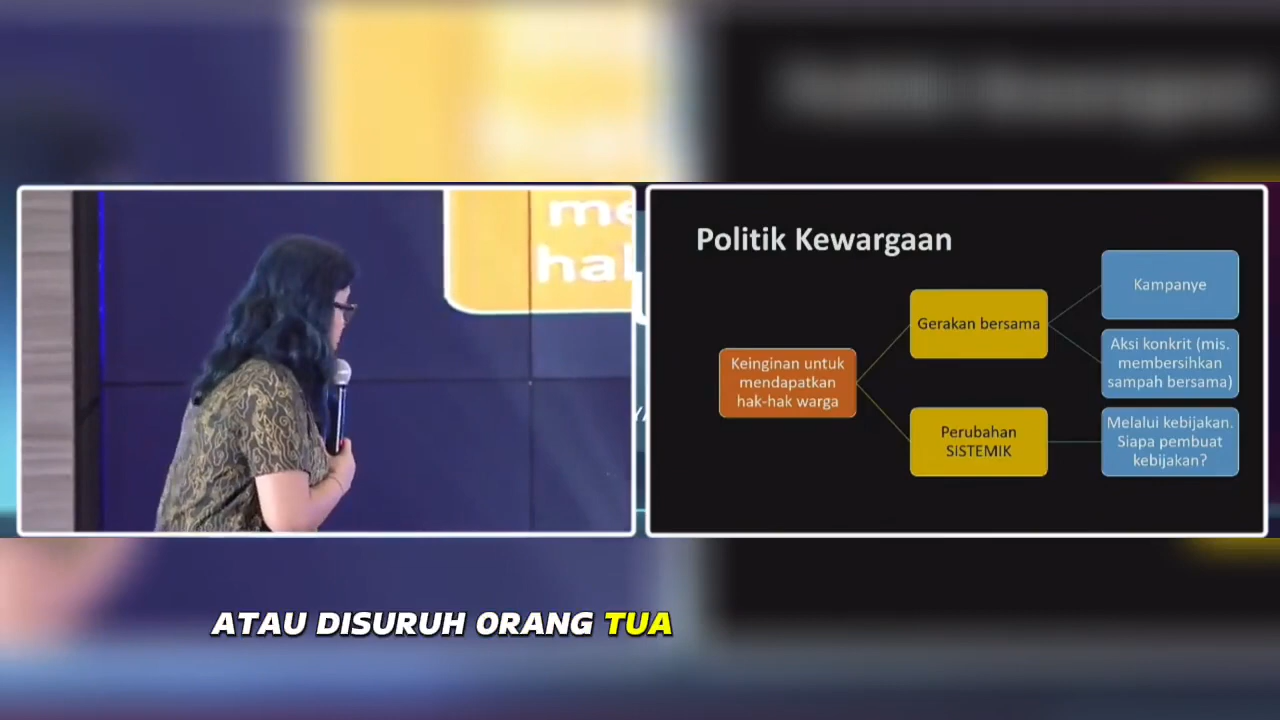 Politik Kewargaan
Keinginan untuk
mendapatkan
hak-hak warga
Gerakan bersama
Perubahan
SISTEMIK
Kampanye
Aksi konkrit (mis.
membersihkan
sampah bersama)
Melalui kebijakan.
Siapa pembuat
kebijakan?
ATAU DISURUH ORANG TUA